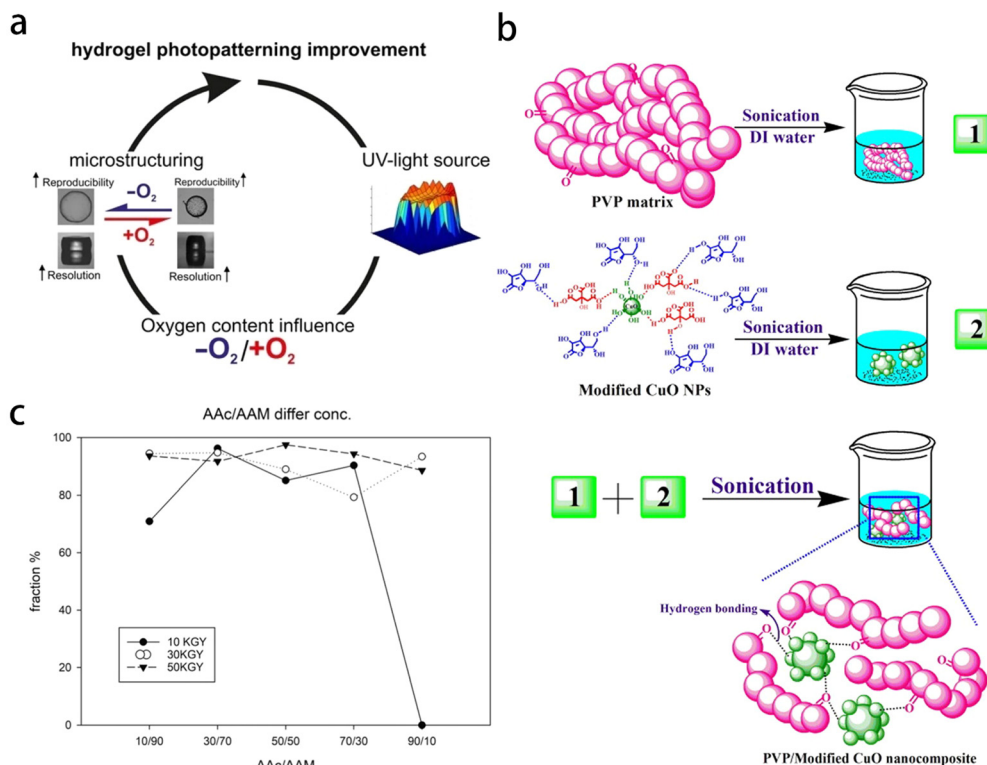 a
hydrogel photopatterning improvement
microstructuring
UV-light source
↑ Reproducibility
Reproducibility ↑
−O₂
+O₂
↑ Resolution
Resolution ↑
Oxygen content influence
−O₂/+O₂
b
PVP matrix
Sonication
DI water
1
Modified CuO NPs
CuO
Sonication
DI water
2
1 + 2
Sonication
Hydrogen bonding
PVP/Modified CuO nanocomposite
c
AAc/AAM differ conc.
fraction %
100
80
60
40
20
0
10 KGY
30KGY
50KGY
10/90 30/70 50/50 70/30 90/10
AAc/AAM